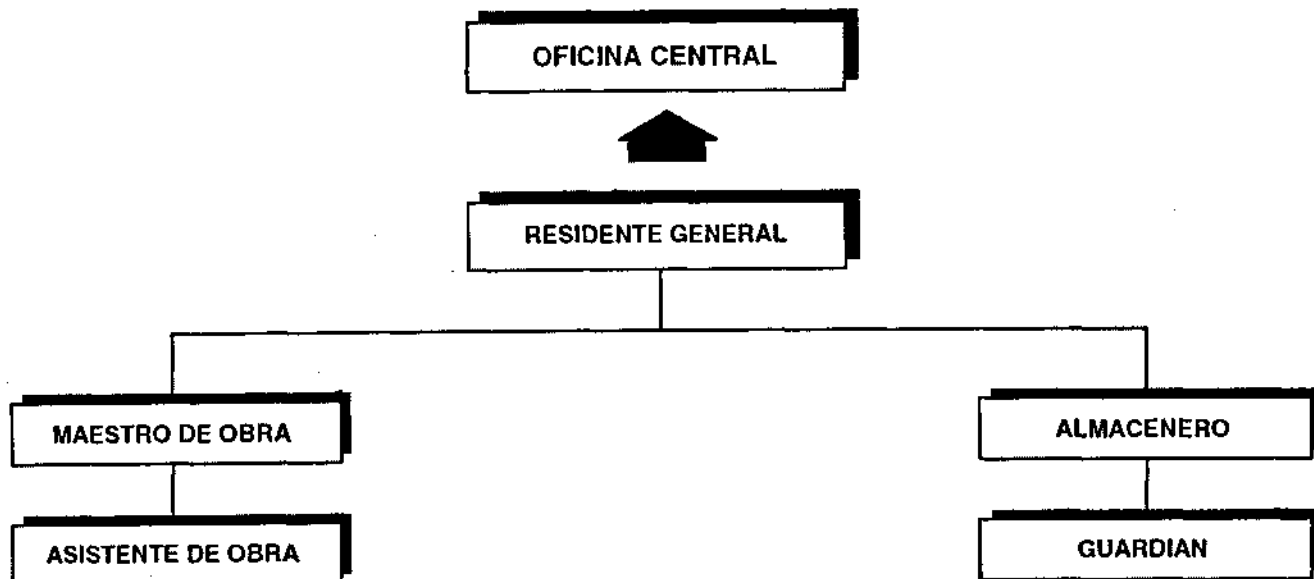 OFICINA CENTRAL
RESIDENTE GENERAL
MAESTRO DE OBRA
ALMACENERO
ASISTENTE DE OBRA
GUARDIAN